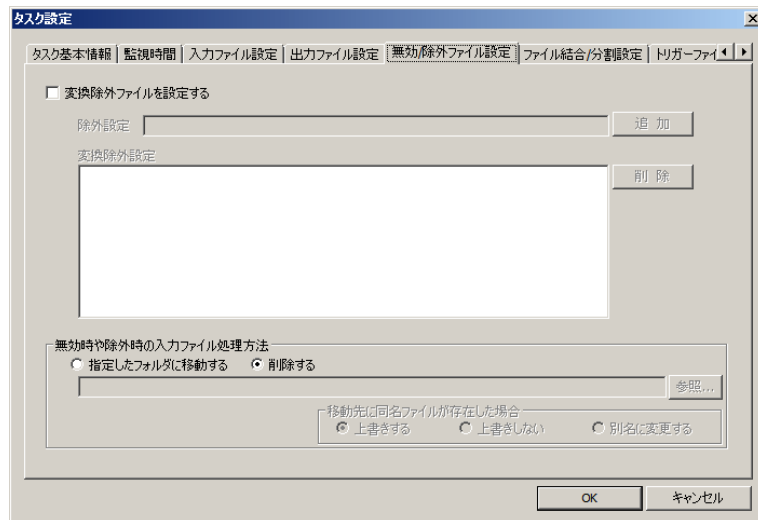 タスク設定
タスク基本情報 監視時間 入力ファイル設定 出力ファイル設定 無効/除外ファイル設定 ファイル結合/分割設定 トリガーファイ
変換除外ファイルを設定する
除外設定 追 加
変換除外設定
削 除
無効時や除外時の入力ファイル処理方法
指定したフォルダに移動する 削除する
参照...
移動先に同名ファイルが存在した場合
上書きする 上書きしない 別名に変更する
OK キャンセル